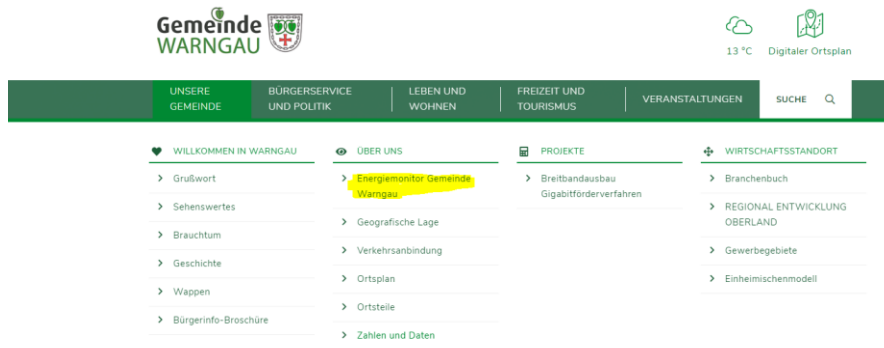 Gemeinde
WARNGAU
13 °C
Digitaler Ortsplan
UNSERE
GEMEINDE
BÜRGERSERVICE
UND POLITIK
LEBEN UND
WOHNEN
FREIZEIT UND
TOURISMUS
VERANSTALTUNGEN
SUCHE
WILLKOMMEN IN WARNGAU
Grußwort
Sehenswertes
Brauchtum
Geschichte
Wappen
Bürgerinfo-Broschüre
ÜBER UNS
Energiemonitor Gemeinde
Warngau
Geografische Lage
Verkehrsanbindung
Ortsplan
Ortsteile
Zahlen und Daten
PROJEKTE
Breitbandausbau
Gigabitförderverfahren
WIRTSCHAFTSSTANDORT
Branchenbuch
REGIONAL ENTWICKLUNG
OBERLAND
Gewerbegebiete
Einheimischenmodell